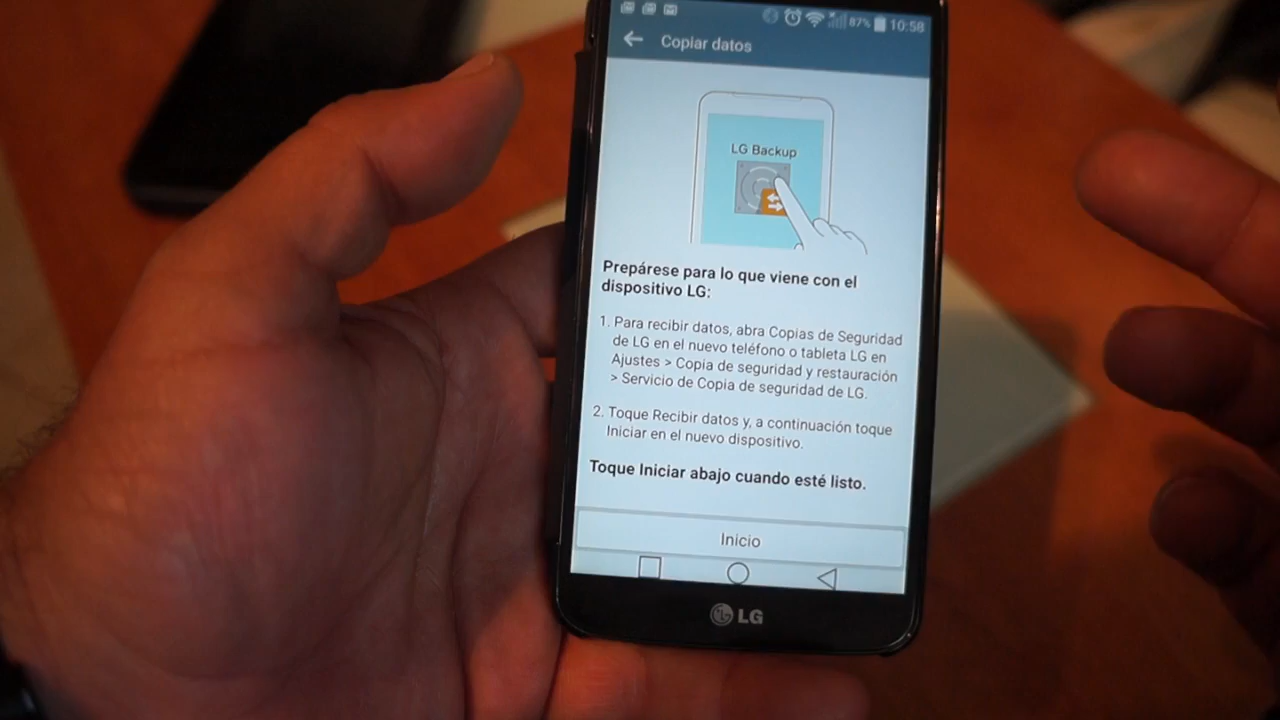 87% 10:58
Copiar datos
LG Backup
Prepárese para lo que viene con el
dispositivo LG:
1. Para recibir datos, abra Copias de Seguridad
de LG en el nuevo teléfono o tableta LG en
Ajustes > Copia de seguridad y restauración
> Servicio de Copia de seguridad de LG.
2. Toque Recibir datos y, a continuación toque
Iniciar en el nuevo dispositivo.
Toque Iniciar abajo cuando esté listo.
Inicio
LG